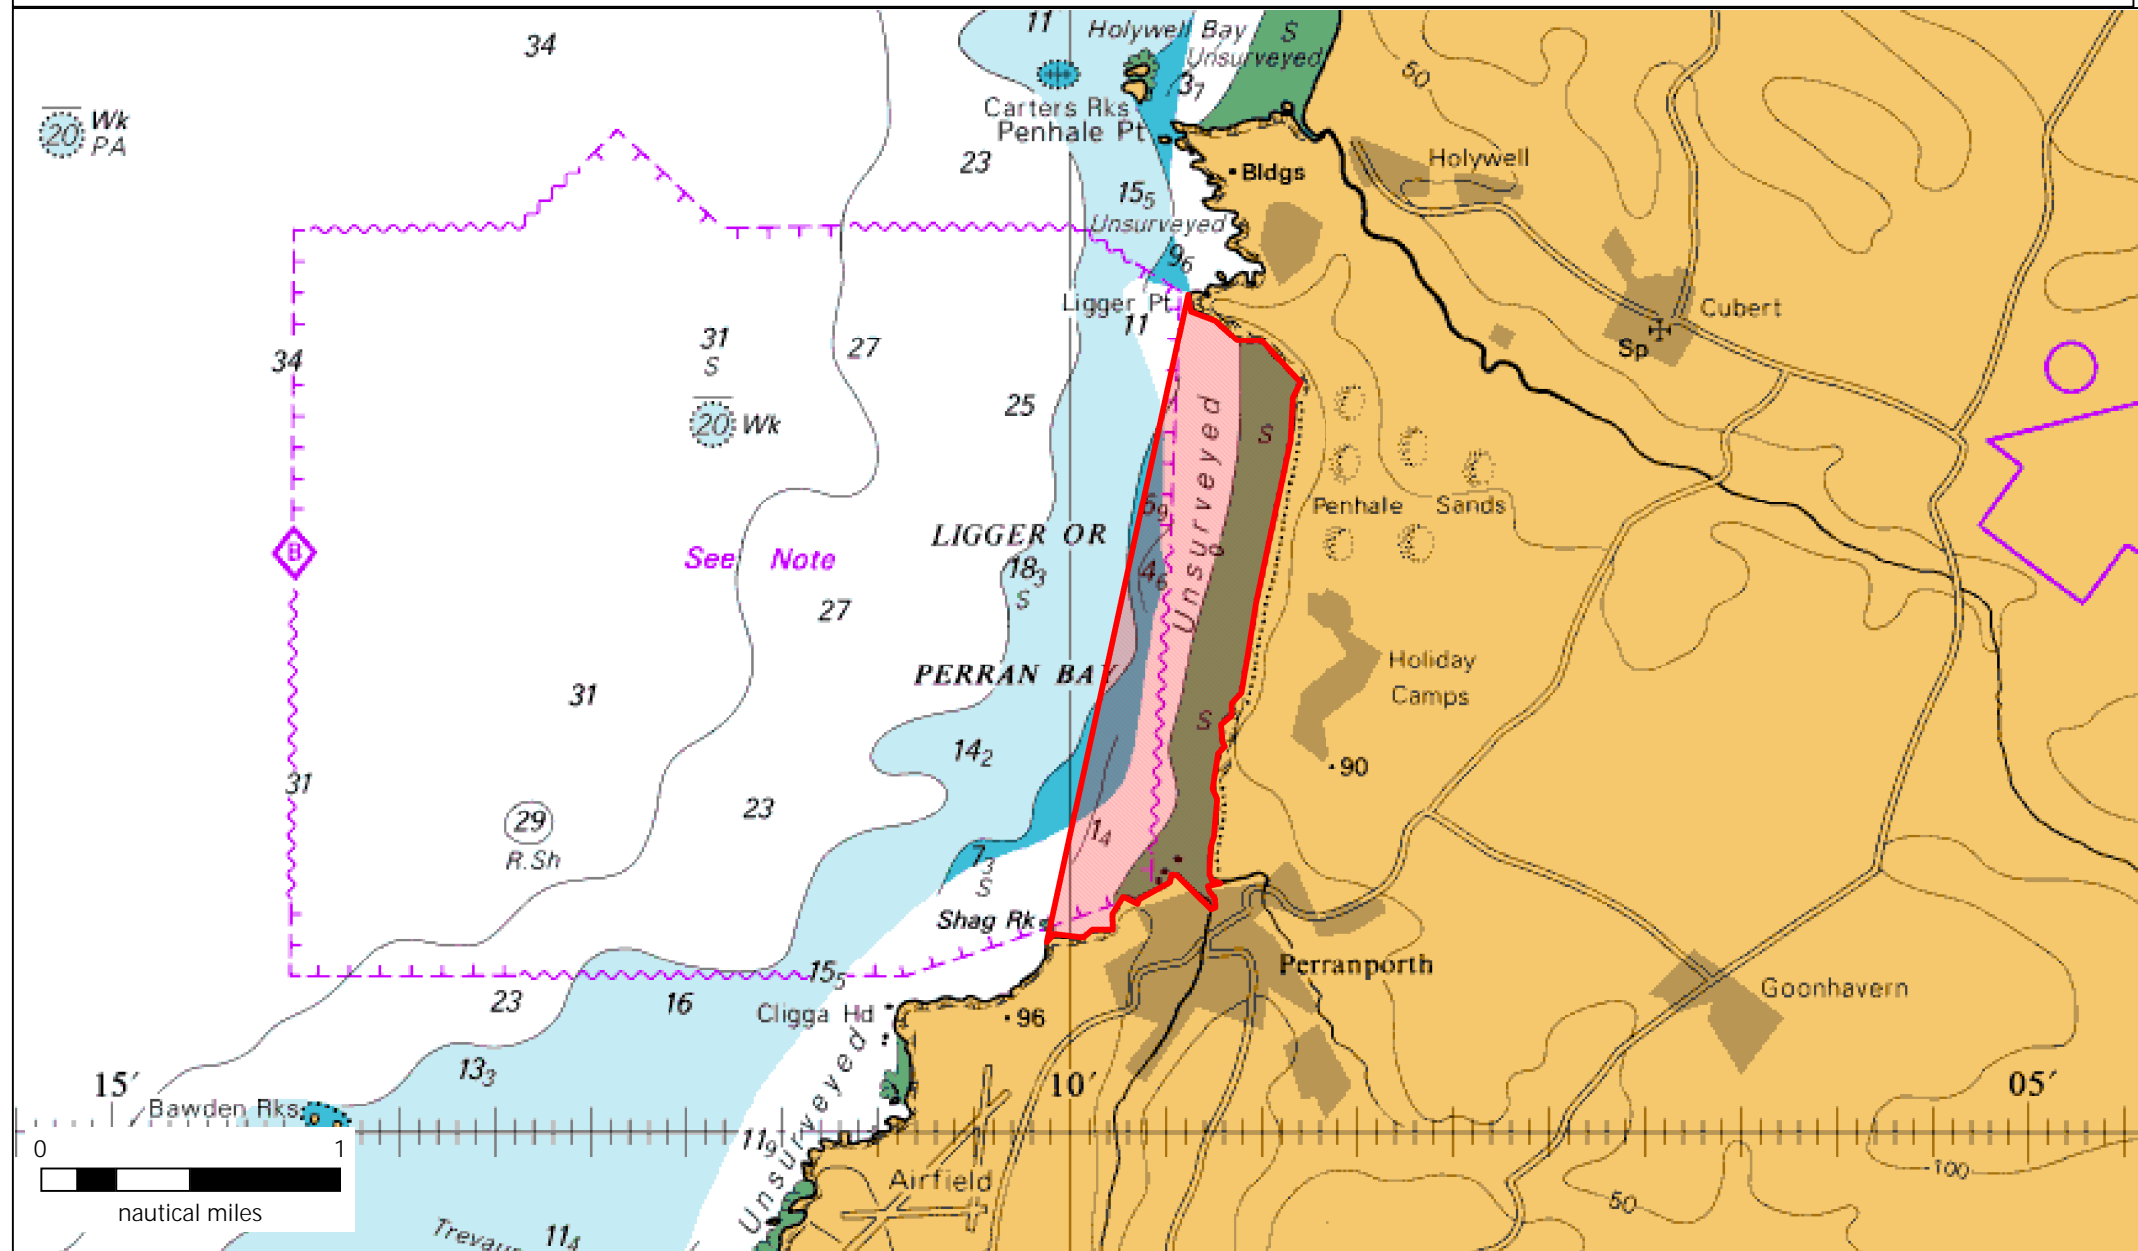 34
11
Holywell Bay
S
Unsurveyed
50
20 Wk
PA
3₇
Carters Rks
Penhale Pt
23
Bldgs
Holywell
15₅
Unsurveyed
9₆
Ligger Pt
11
Cubert
Sp
31
S
27
34
20 Wk
25
S
Unsurveyed
Penhale Sands
5₉
LIGGER OR
18₃
S
4₆
B
See Note
27
Holiday
Camps
PERRAN BAY
31
S
14₂
90
31
23
29
R.Sh
1₄
7₃
S
Shag Rk
15₅
Perranporth
23
16
Cligga Hd
96
Goonhavern
Unsurveyed
13₃
15′
10′
05′
Bawden Rks
11₉
0 1
nautical miles
Airfield
100
50
11₄